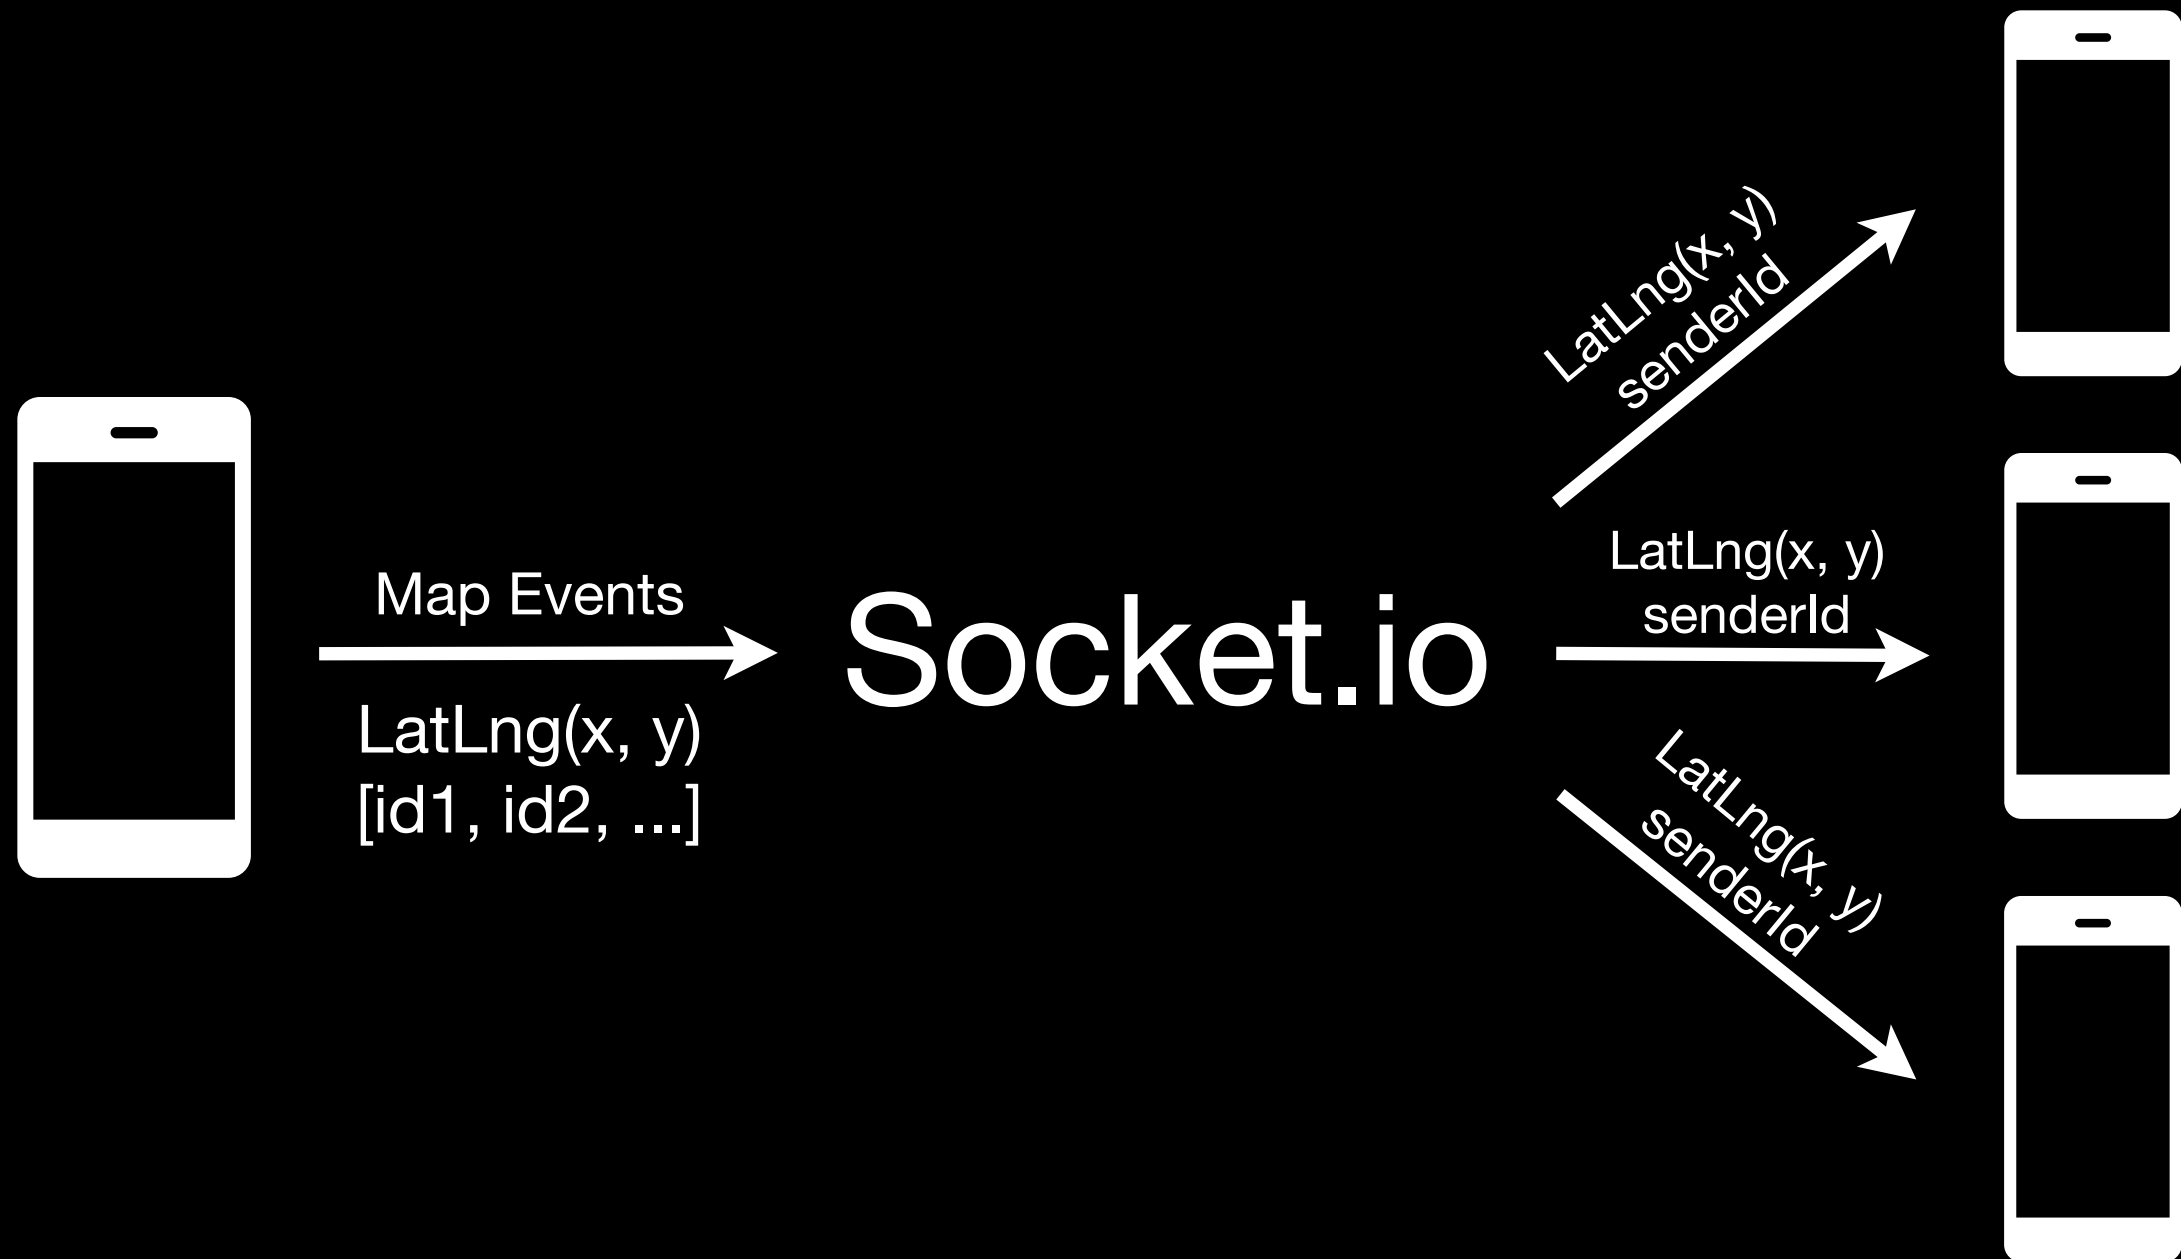 Map Events
LatLng(x, y)
[id1, id2, ...]
Socket.io
LatLng(x, y)
senderId
LatLng(x, y)
senderId
LatLng(x, y)
senderId